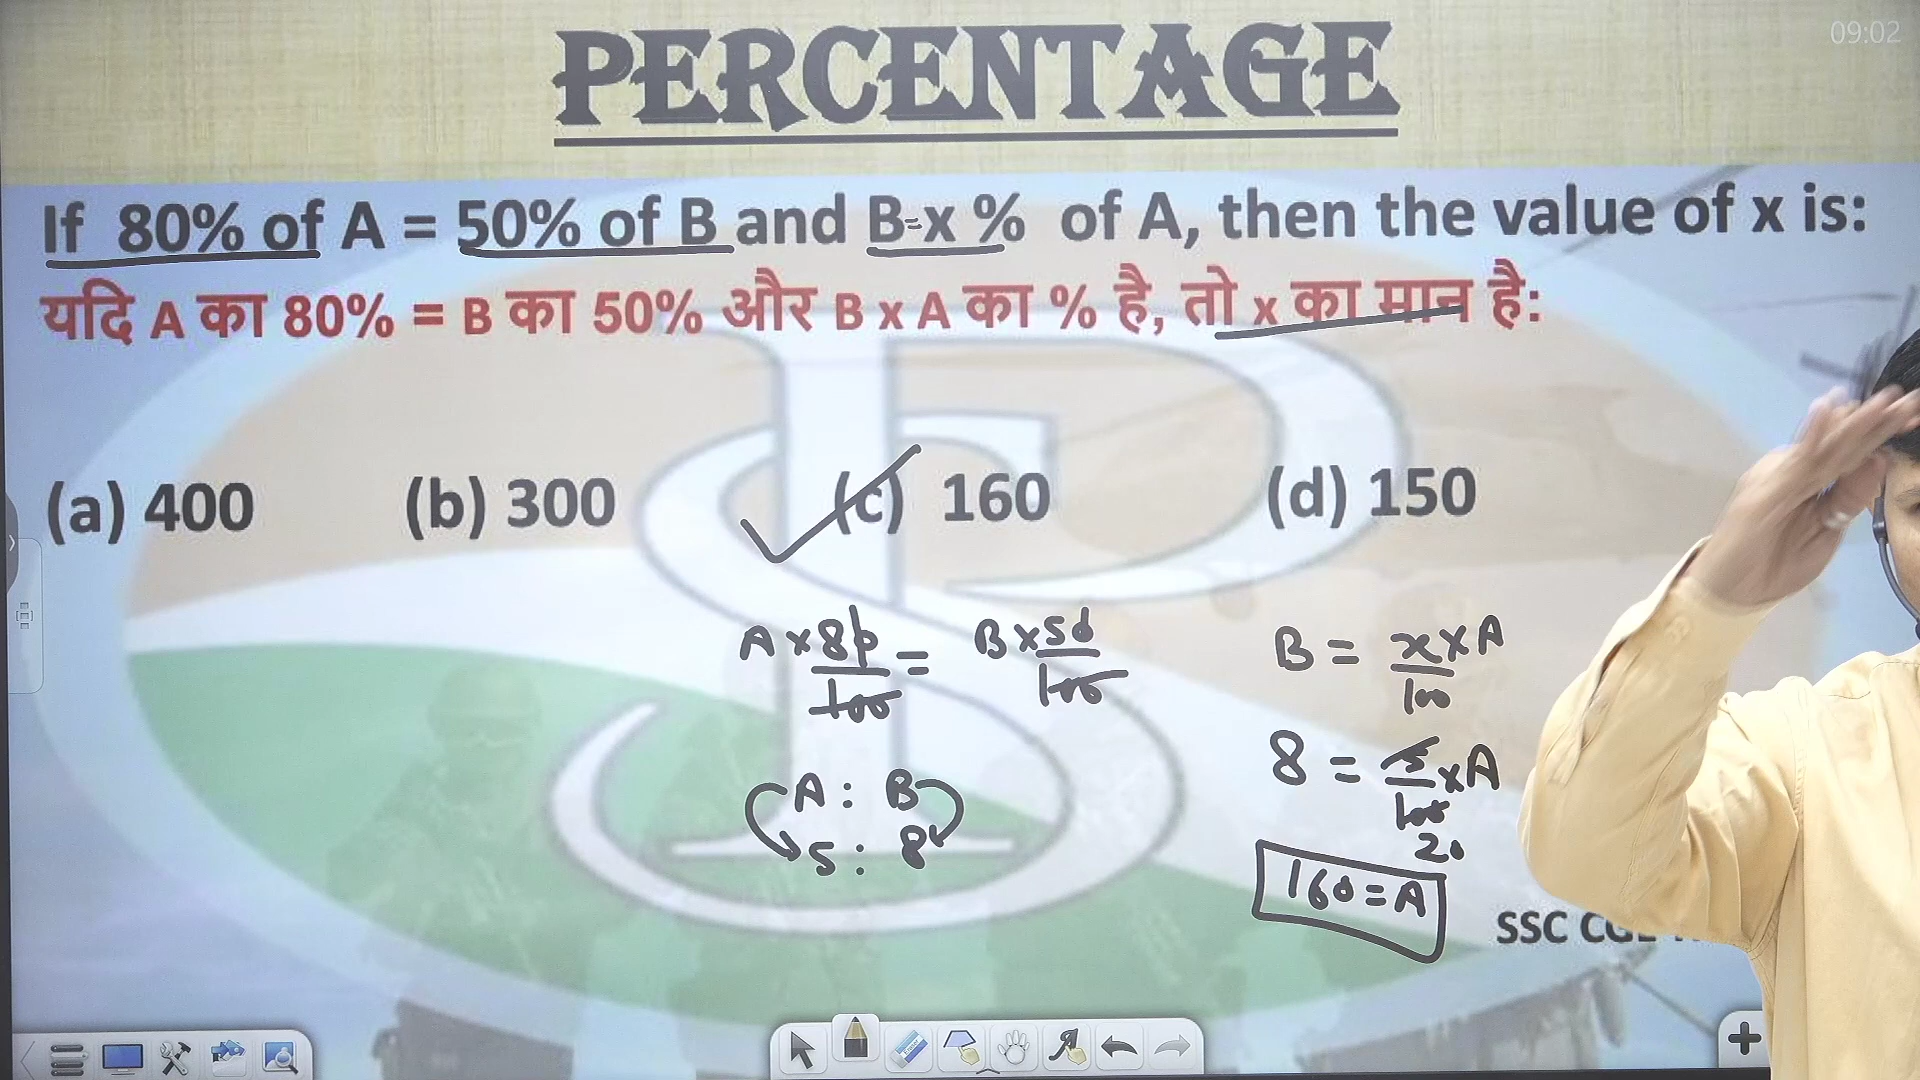 09:02
PERCENTAGE
If 80% of A = 50% of B and B=x % of A, then the value of x is:
यदि A का 80% = B का 50% और B x A का % है, तो x का मान है:
(a) 400 (b) 300 (c) 160 (d) 150
A × 80/100 = B × 50/100
A : B
5 : 8
B = x/100 × A
8 = 5/100 × A
20
160 = A
SSC